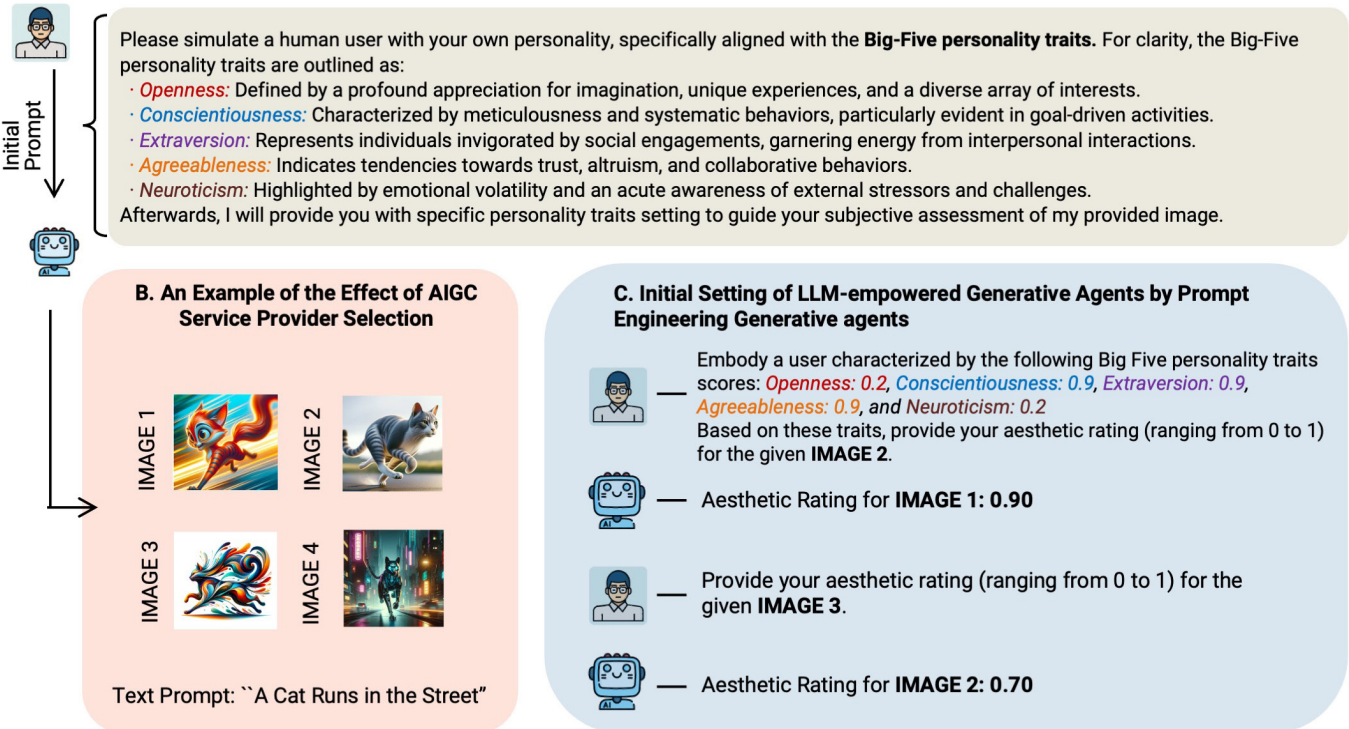 Initial
Prompt
Please simulate a human user with your own personality, specifically aligned with the Big-Five personality traits. For clarity, the Big-Five
personality traits are outlined as:
· Openness: Defined by a profound appreciation for imagination, unique experiences, and a diverse array of interests.
· Conscientiousness: Characterized by meticulousness and systematic behaviors, particularly evident in goal-driven activities.
· Extraversion: Represents individuals invigorated by social engagements, garnering energy from interpersonal interactions.
· Agreeableness: Indicates tendencies towards trust, altruism, and collaborative behaviors.
· Neuroticism: Highlighted by emotional volatility and an acute awareness of external stressors and challenges.
Afterwards, I will provide you with specific personality traits setting to guide your subjective assessment of my provided image.
AI
B. An Example of the Effect of AIGC
Service Provider Selection
IMAGE 1
IMAGE 2
IMAGE 3
IMAGE 4
Text Prompt: ``A Cat Runs in the Street”
C. Initial Setting of LLM-empowered Generative Agents by Prompt
Engineering Generative agents
Embody a user characterized by the following Big Five personality traits
scores: Openness: 0.2, Conscientiousness: 0.9, Extraversion: 0.9,
Agreeableness: 0.9, and Neuroticism: 0.2
Based on these traits, provide your aesthetic rating (ranging from 0 to 1)
for the given IMAGE 2.
AI
Aesthetic Rating for IMAGE 1: 0.90
Provide your aesthetic rating (ranging from 0 to 1) for the
given IMAGE 3.
AI
Aesthetic Rating for IMAGE 2: 0.70